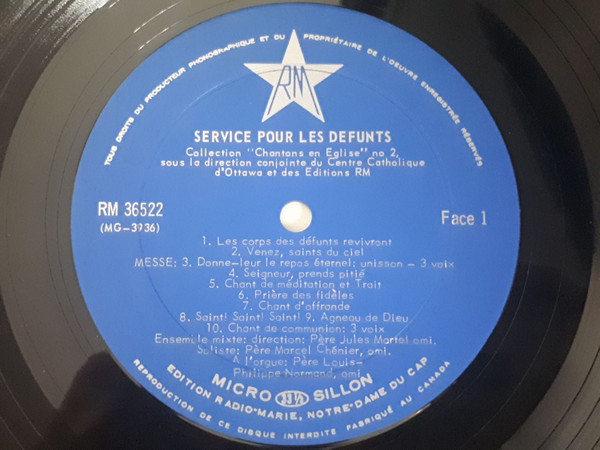 TOUS DROITS DU PRODUCTEUR PHONOGRAPHIQUE ET DU PROPRIÉTAIRE DE L'OEUVRE ENREGISTRÉE RÉSERVÉS
RM
SERVICE POUR LES DEFUNTS
Collection "Chantons en Eglise" no 2,
sous la direction conjointe du Centre Catholique
d'Ottawa et des Editions RM
RM 36522
(MG-3936)
Face 1
1. Les corps des défunts revivront
2. Venez, saints du ciel
MESSE: 3. Donne-leur le repos éternel: unisson - 3 voix
4. Seigneur, prends pitié
5. Chant de méditation et Trait
6. Prière des fidèles
7. Chant d'offrande
8. Saint! Saint! Saint! 9. Agneau de Dieu
10. Chant de communion: 3 voix
Ensemble mixte: direction: Père Jules Martel, omi.
Soliste: Père Marcel Chénier, omi.
A l'orgue: Père Louis-
Philippe Normand, omi.
MICRO 33⅓ SILLON
EDITION RADIO-MARIE, NOTRE-DAME DU CAP
REPRODUCTION DE CE DISQUE INTERDITE FABRIQUÉ AU CANADA